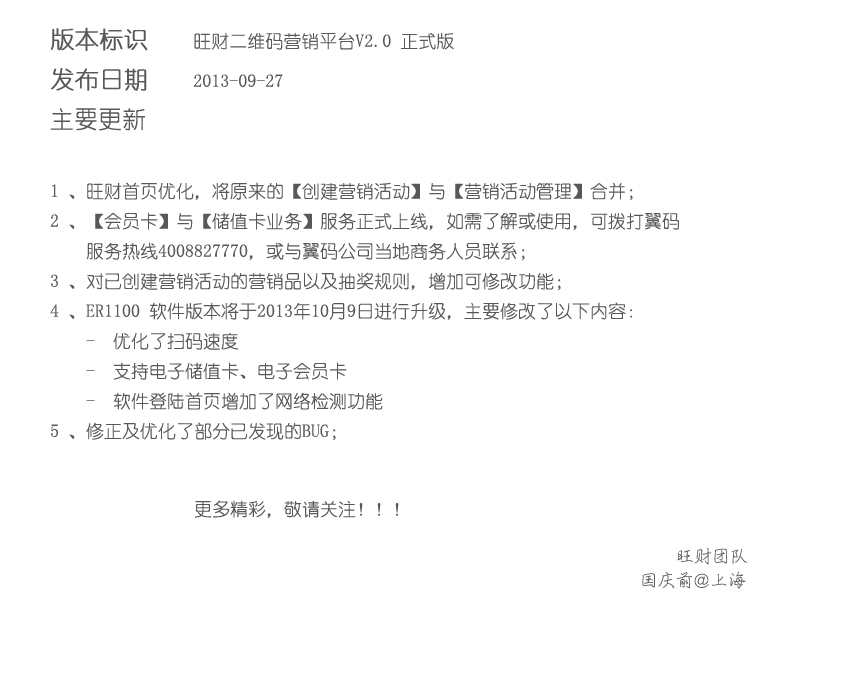 版本标识 旺财二维码营销平台V2.0 正式版
发布日期 2013-09-27
主要更新
1 、旺财首页优化，将原来的【创建营销活动】与【营销活动管理】合并；
2 、【会员卡】与【储值卡业务】服务正式上线，如需了解或使用，可拨打翼码
服务热线4008827770，或与翼码公司当地商务人员联系；
3 、对已创建营销活动的营销品以及抽奖规则，增加可修改功能；
4 、ER1100 软件版本将于2013年10月9日进行升级，主要修改了以下内容：
- 优化了扫码速度
- 支持电子储值卡、电子会员卡
- 软件登陆首页增加了网络检测功能
5 、修正及优化了部分已发现的BUG；
更多精彩，敬请关注！！！
旺财团队
国庆前@上海